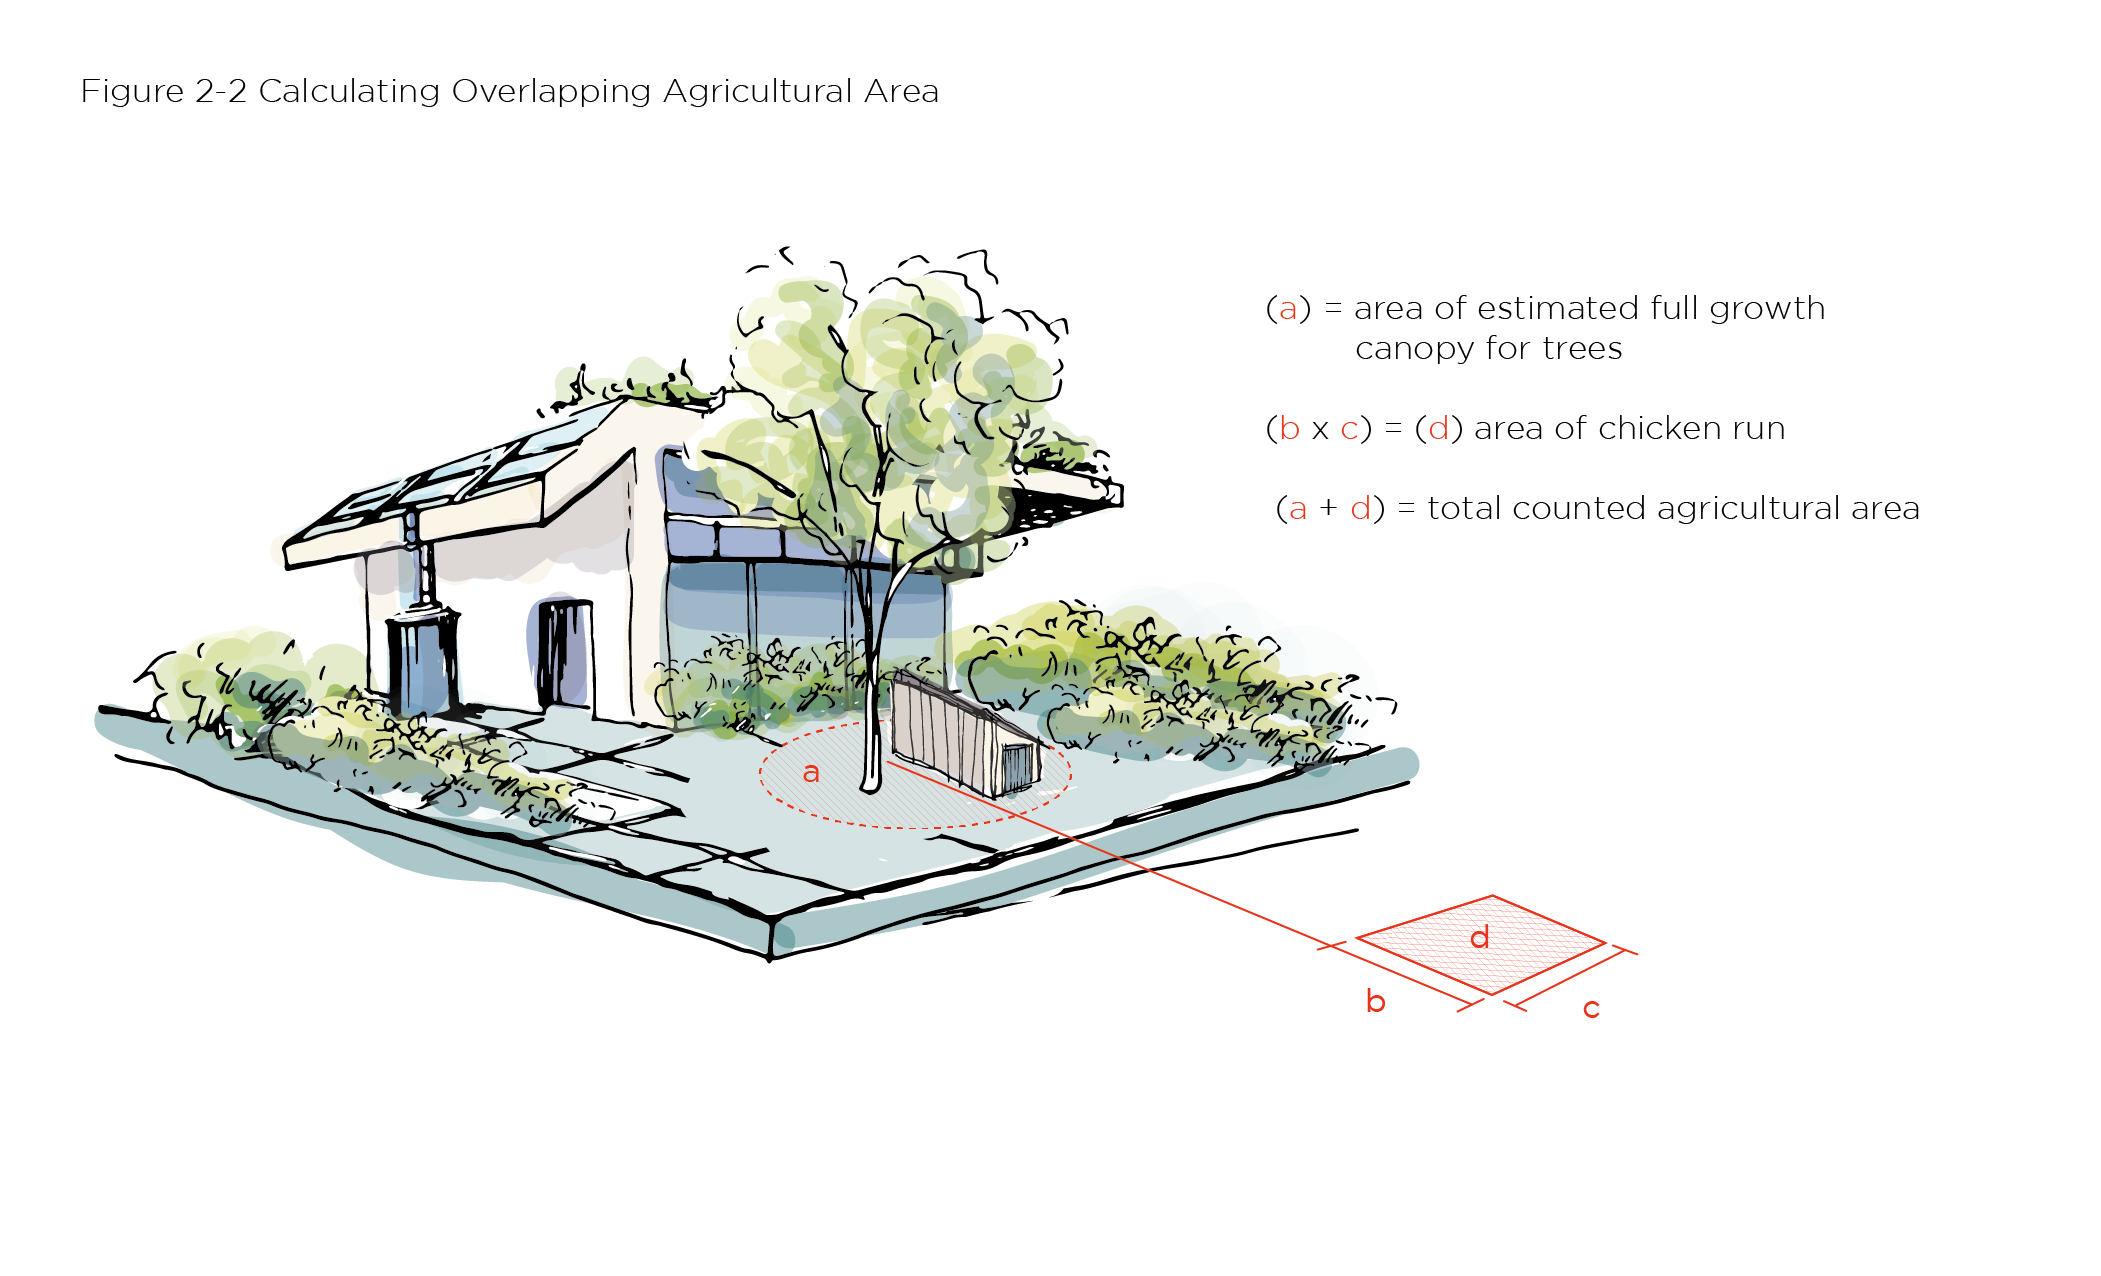 Figure 2-2 Calculating Overlapping Agricultural Area
(a) = area of estimated full growth
canopy for trees
(b x c) = (d) area of chicken run
(a + d) = total counted agricultural area
a
d
b
c